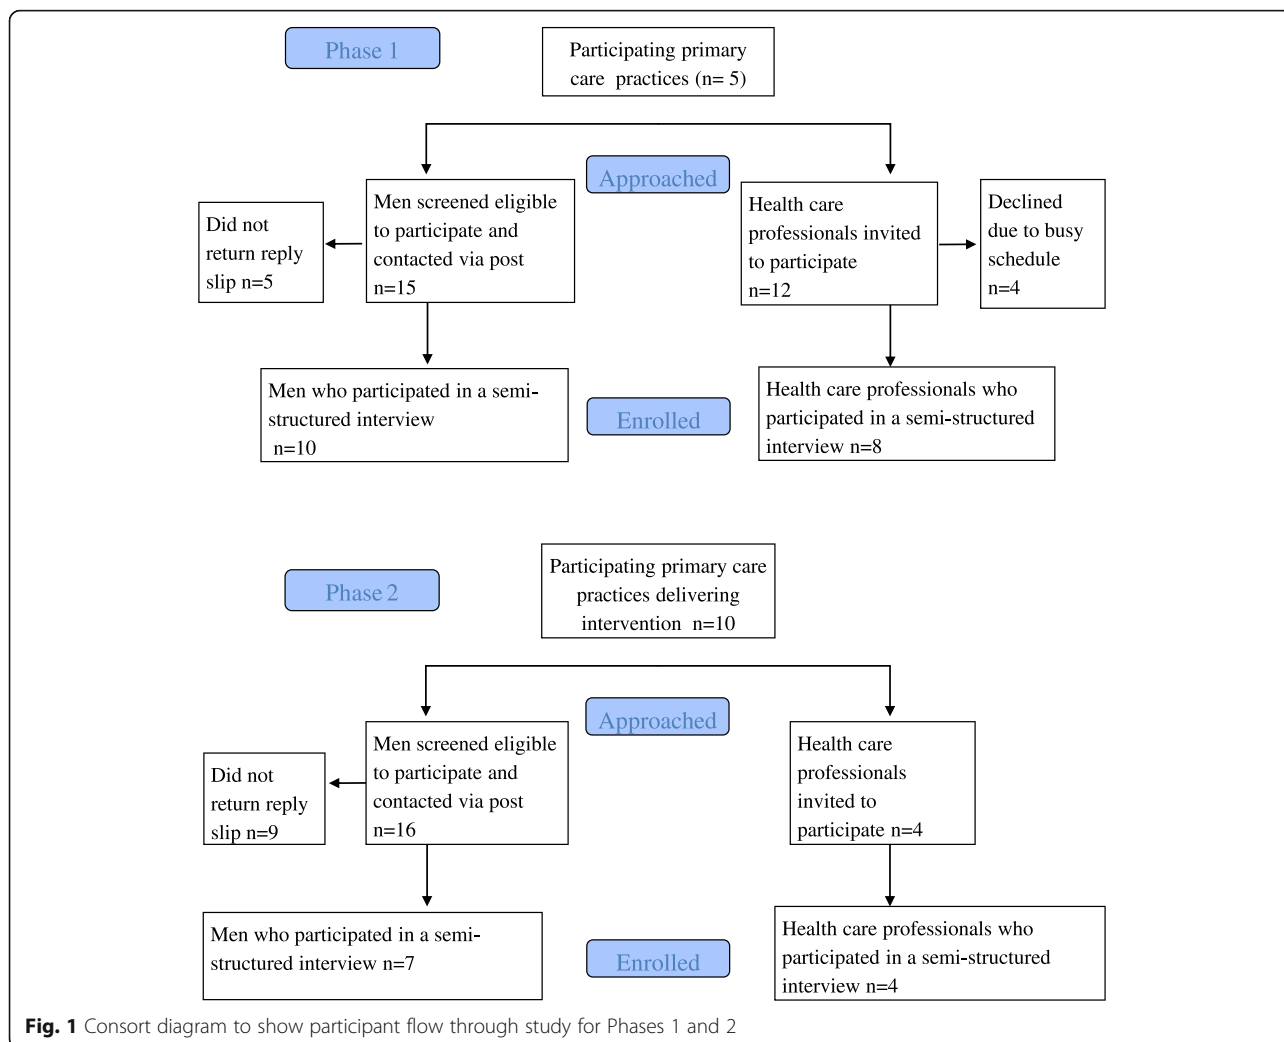 Phase 1
Participating primary
care practices (n= 5)
Approached
Men screened eligible
to participate and
contacted via post
n=15
Did not
return reply
slip n=5
Health care
professionals invited
to participate
n=12
Declined
due to busy
schedule
n=4
Men who participated in a semi-
structured interview
n=10
Enrolled
Health care professionals who
participated in a semi-structured
interview n=8
Phase 2
Participating primary care
practices delivering
intervention n=10
Approached
Men screened eligible
to participate and
contacted via post
n=16
Did not
return reply
slip n=9
Health care
professionals
invited to
participate n=4
Men who participated in a semi-
structured interview n=7
Enrolled
Health care professionals who
participated in a semi-structured
interview n=4
Fig. 1 Consort diagram to show participant flow through study for Phases 1 and 2